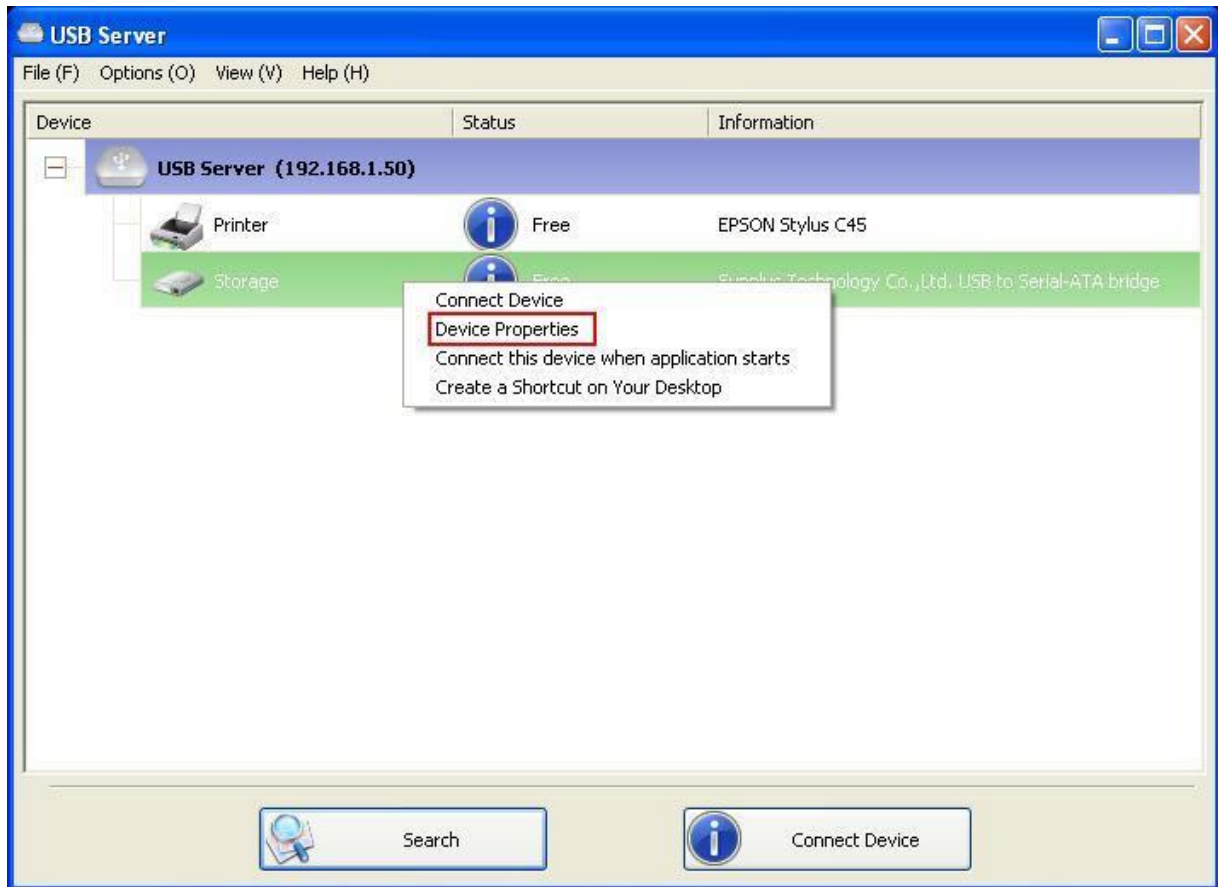 USB Server
File (F) Options (O) View (V) Help (H)
Device Status Information
USB Server (192.168.1.50)
Printer Free EPSON Stylus C45
Storage Free Sunplus Technology Co.,Ltd. USB to Serial-ATA bridge
Connect Device
Device Properties
Connect this device when application starts
Create a Shortcut on Your Desktop
Search Connect Device